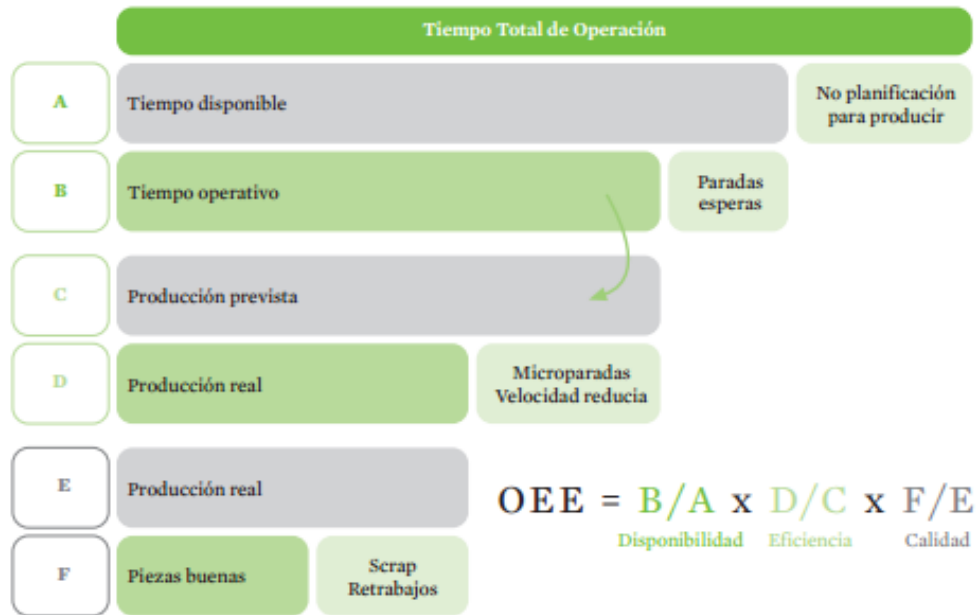 Tiempo Total de Operación
A
Tiempo disponible
No planificación
para producir
B
Tiempo operativo
Paradas
esperas
C
Producción prevista
D
Producción real
Microparadas
Velocidad reducia
E
Producción real
OEE = B/A x D/C x F/E
Disponibilidad Eficiencia Calidad
F
Piezas buenas
Scrap
Retrabajos